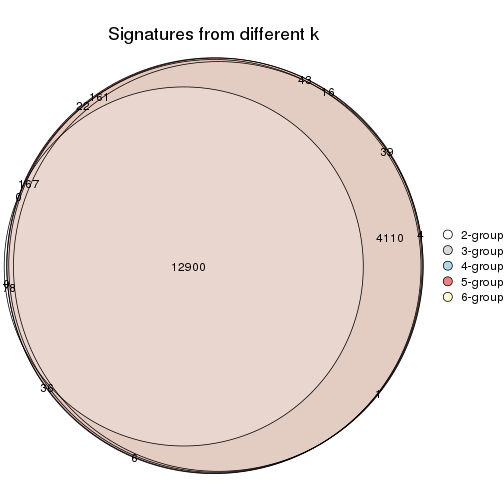 Signatures from different k
43
16
161
22
39
167
0
4
4110
12900
2-group
3-group
4-group
5-group
6-group
78
36
1
6